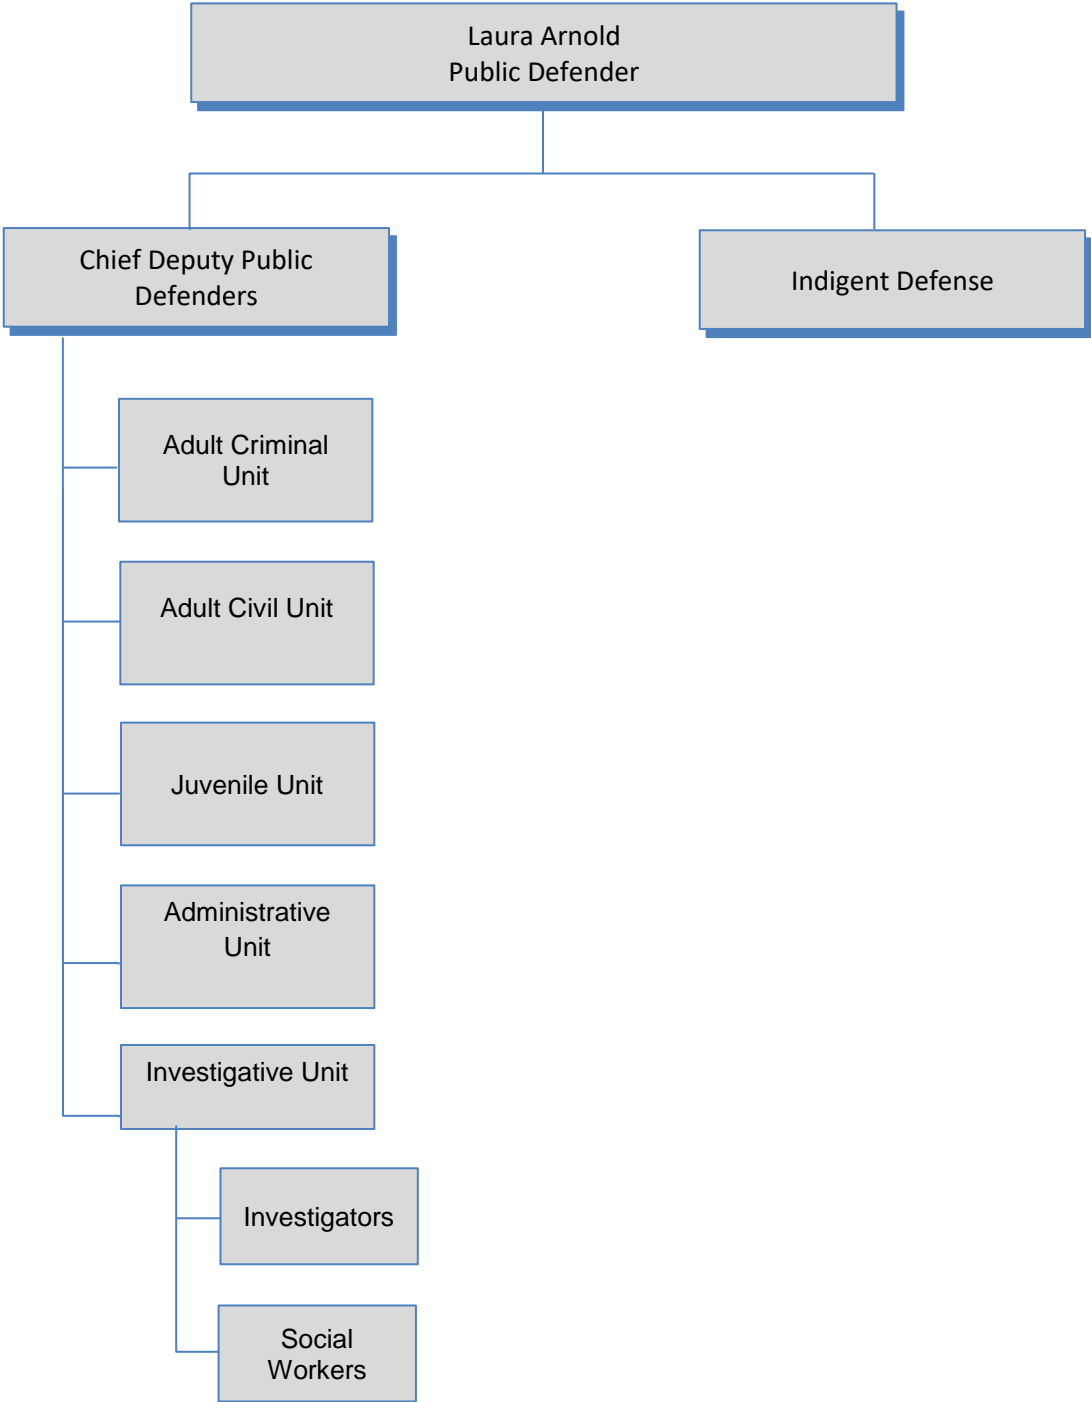 Laura Arnold
Public Defender
Chief Deputy Public
Defenders
Indigent Defense
Adult Criminal
Unit
Adult Civil Unit
Juvenile Unit
Administrative
Unit
Investigative Unit
Investigators
Social
Workers